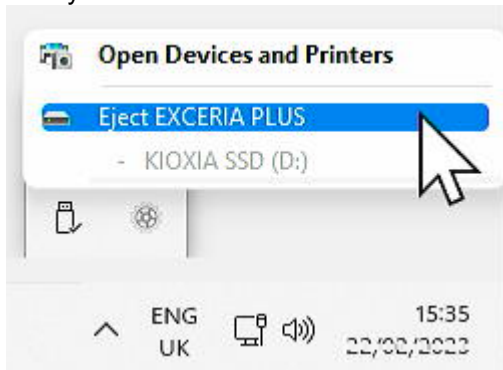 Open Devices and Printers
Eject EXCERIA PLUS
- KIOXIA SSD (D:)
ENG
UK
15:35
22/02/2023